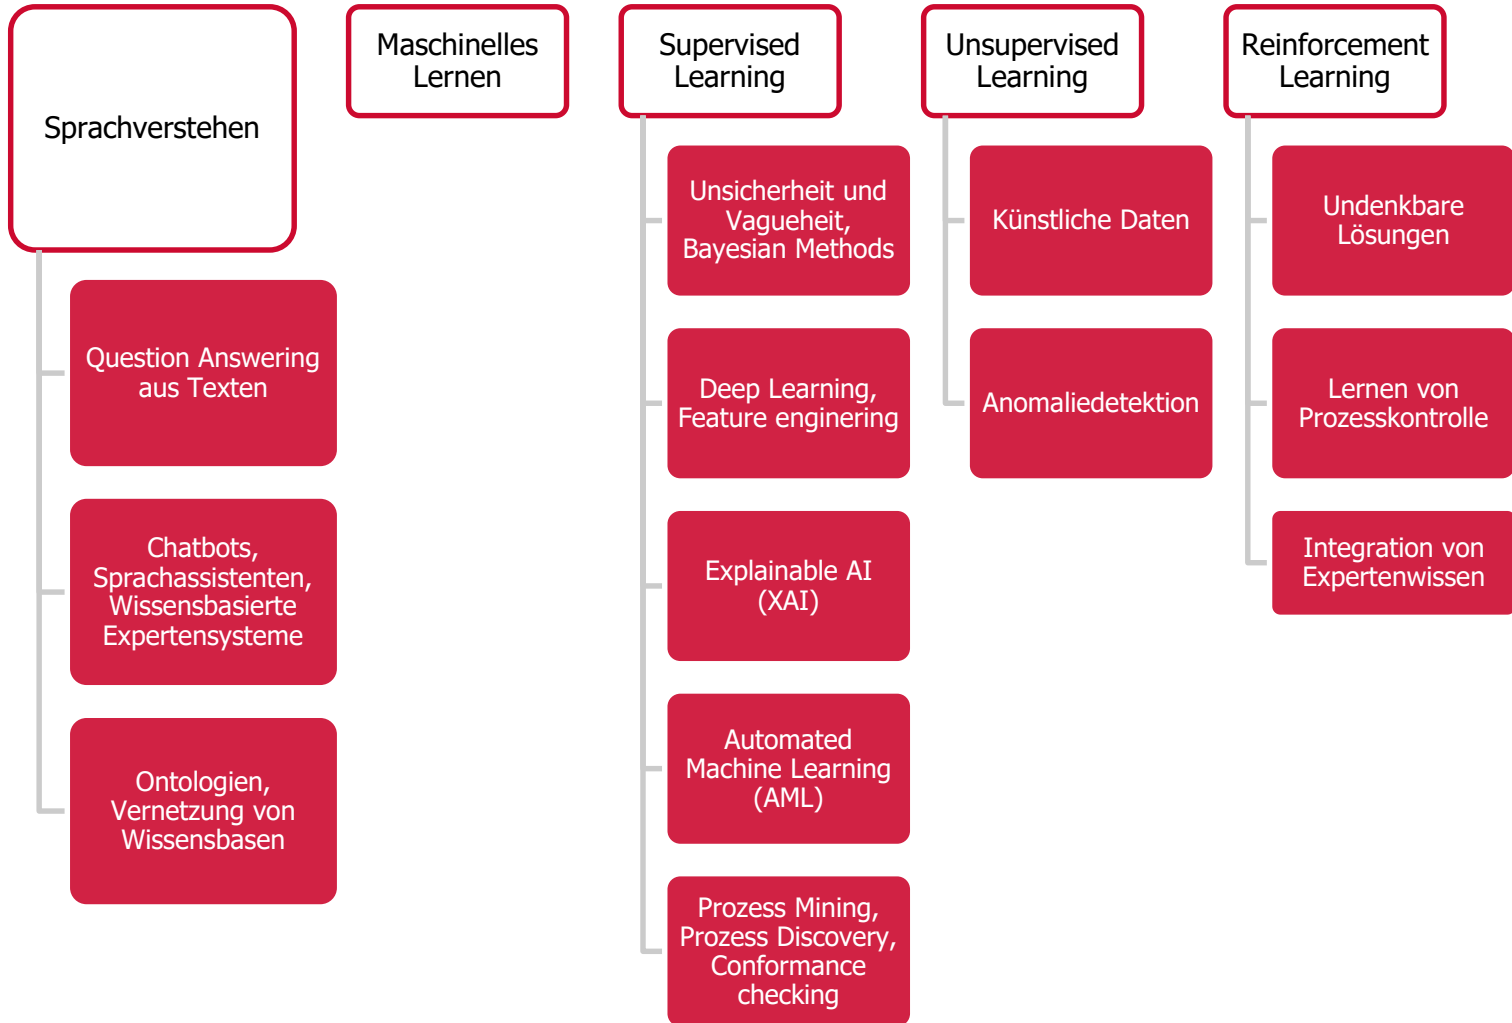 Sprachverstehen
Question Answering
aus Texten
Chatbots,
Sprachassistenten,
Wissensbasierte
Expertensysteme
Ontologien,
Vernetzung von
Wissensbasen
Maschinelles
Lernen
Supervised
Learning
Unsicherheit und
Vagueheit,
Bayesian Methods
Deep Learning,
Feature enginering
Explainable AI
(XAI)
Automated
Machine Learning
(AML)
Prozess Mining,
Prozess Discovery,
Conformance
checking
Unsupervised
Learning
Künstliche Daten
Anomaliedetektion
Reinforcement
Learning
Undenkbare
Lösungen
Lernen von
Prozesskontrolle
Integration von
Expertenwissen